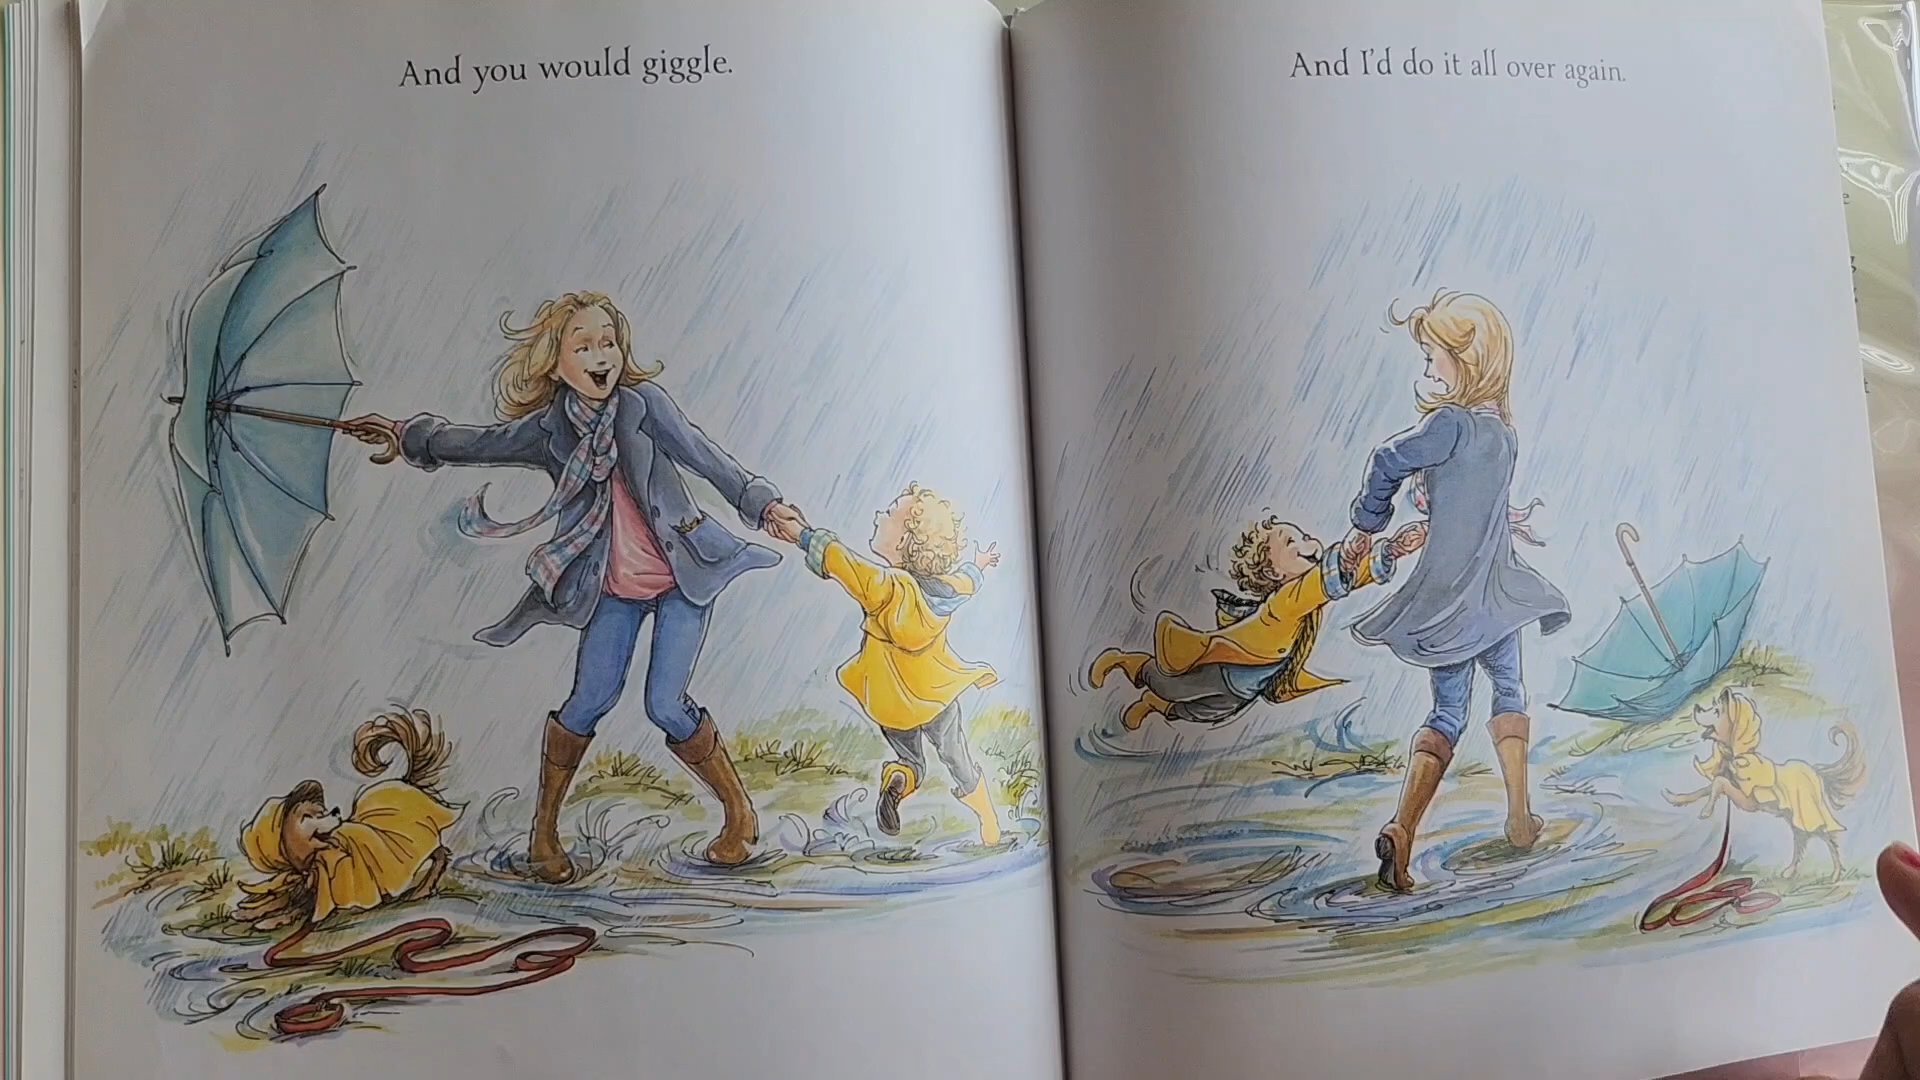 And you would giggle.
And I'd do it all over again.